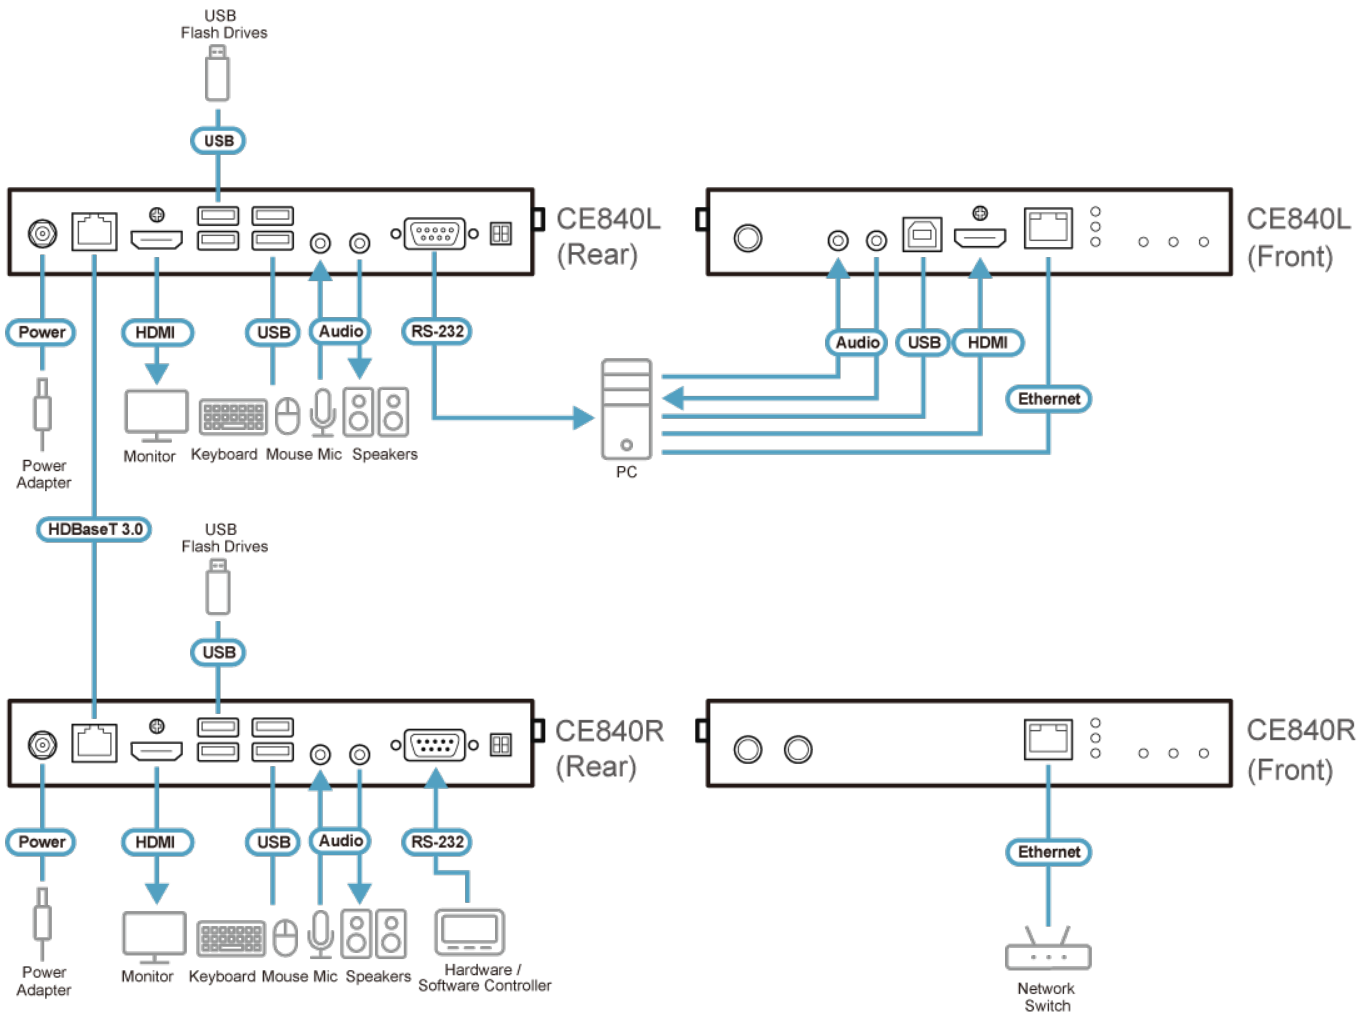 USB
Flash Drives
USB
CE840L
(Rear)
CE840L
(Front)
Power
HDMI
USB
Audio
RS-232
Audio
USB
HDMI
Ethernet
Monitor
Keyboard
Mouse
Mic
Speakers
Power
Adapter
PC
HDBaseT 3.0
USB
Flash Drives
USB
CE840R
(Rear)
CE840R
(Front)
Power
HDMI
USB
Audio
RS-232
Ethernet
Monitor
Keyboard
Mouse
Mic
Speakers
Hardware /
Software Controller
Power
Adapter
Network
Switch